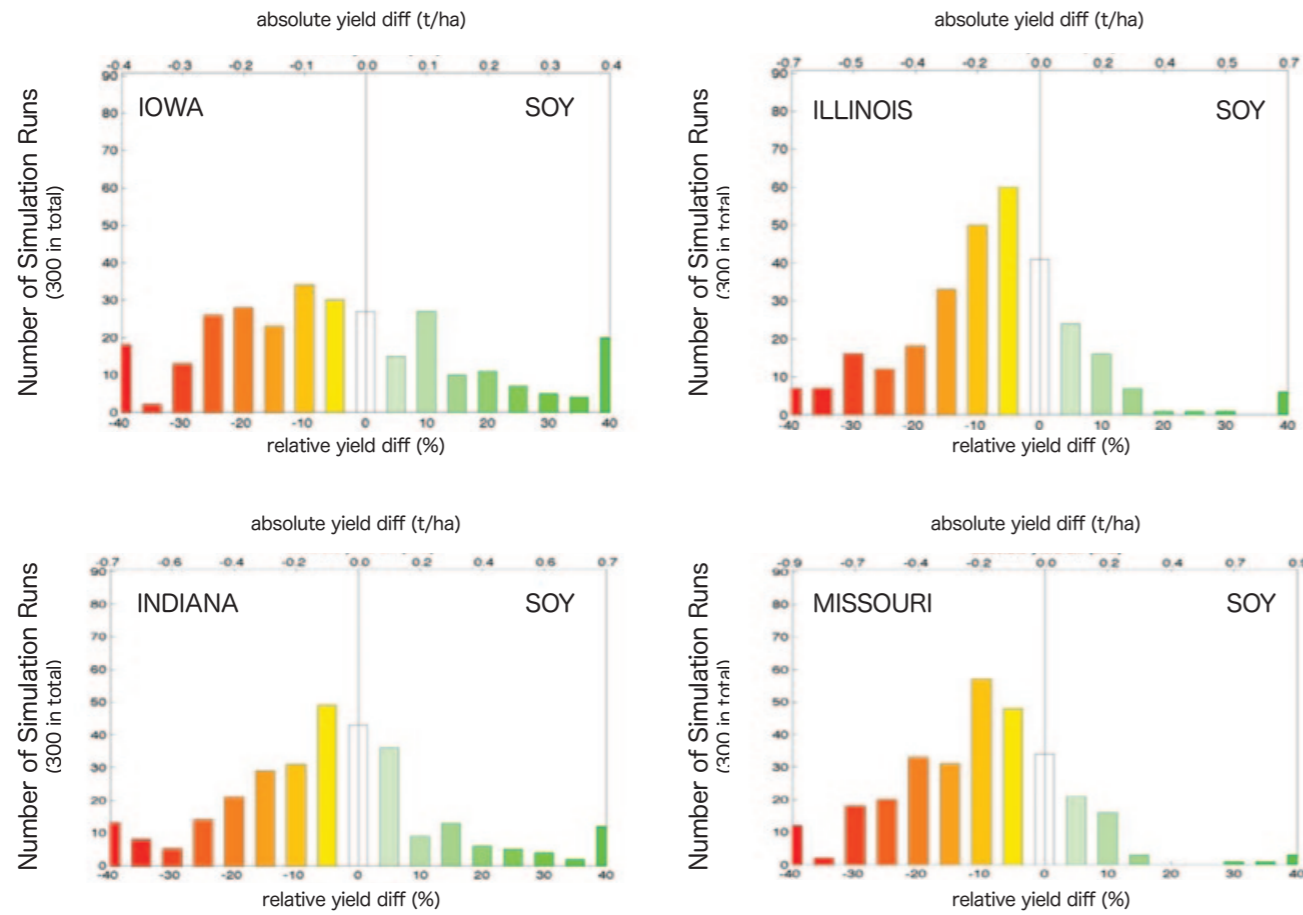 absolute yield diff (t/ha)
-0.4 -0.3 -0.2 -0.1 0.0 0.1 0.2 0.3 0.4
IOWA SOY
90
80
70
60
50
40
30
20
10
0
Number of Simulation Runs
(300 in total)
-40 -30 -20 -10 0 10 20 30 40
relative yield diff (%)
absolute yield diff (t/ha)
-0.7 -0.5 -0.4 -0.2 0.0 0.2 0.4 0.5 0.7
ILLINOIS SOY
90
80
70
60
50
40
30
20
10
0
Number of Simulation Runs
(300 in total)
-40 -30 -20 -10 0 10 20 30 40
relative yield diff (%)
absolute yield diff (t/ha)
-0.7 -0.6 -0.4 -0.2 0.0 0.2 0.4 0.6 0.7
INDIANA SOY
90
80
70
60
50
40
30
20
10
0
Number of Simulation Runs
(300 in total)
-40 -30 -20 -10 0 10 20 30 40
relative yield diff (%)
absolute yield diff (t/ha)
-0.9 -0.7 -0.4 -0.2 0.0 0.2 0.4 0.7
MISSOURI SOY
90
80
70
60
50
40
30
20
10
0
Number of Simulation Runs
(300 in total)
-40 -30 -20 -10 0 10 20 30 40
relative yield diff (%)